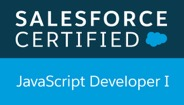 SALESFORCE
CERTIFIED
JavaScript Developer I